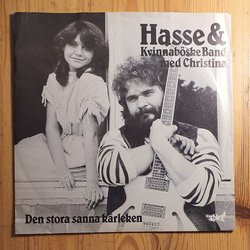 Hasse &
Kvinnaböske Band
med Christina
Den stora sanna kärleken